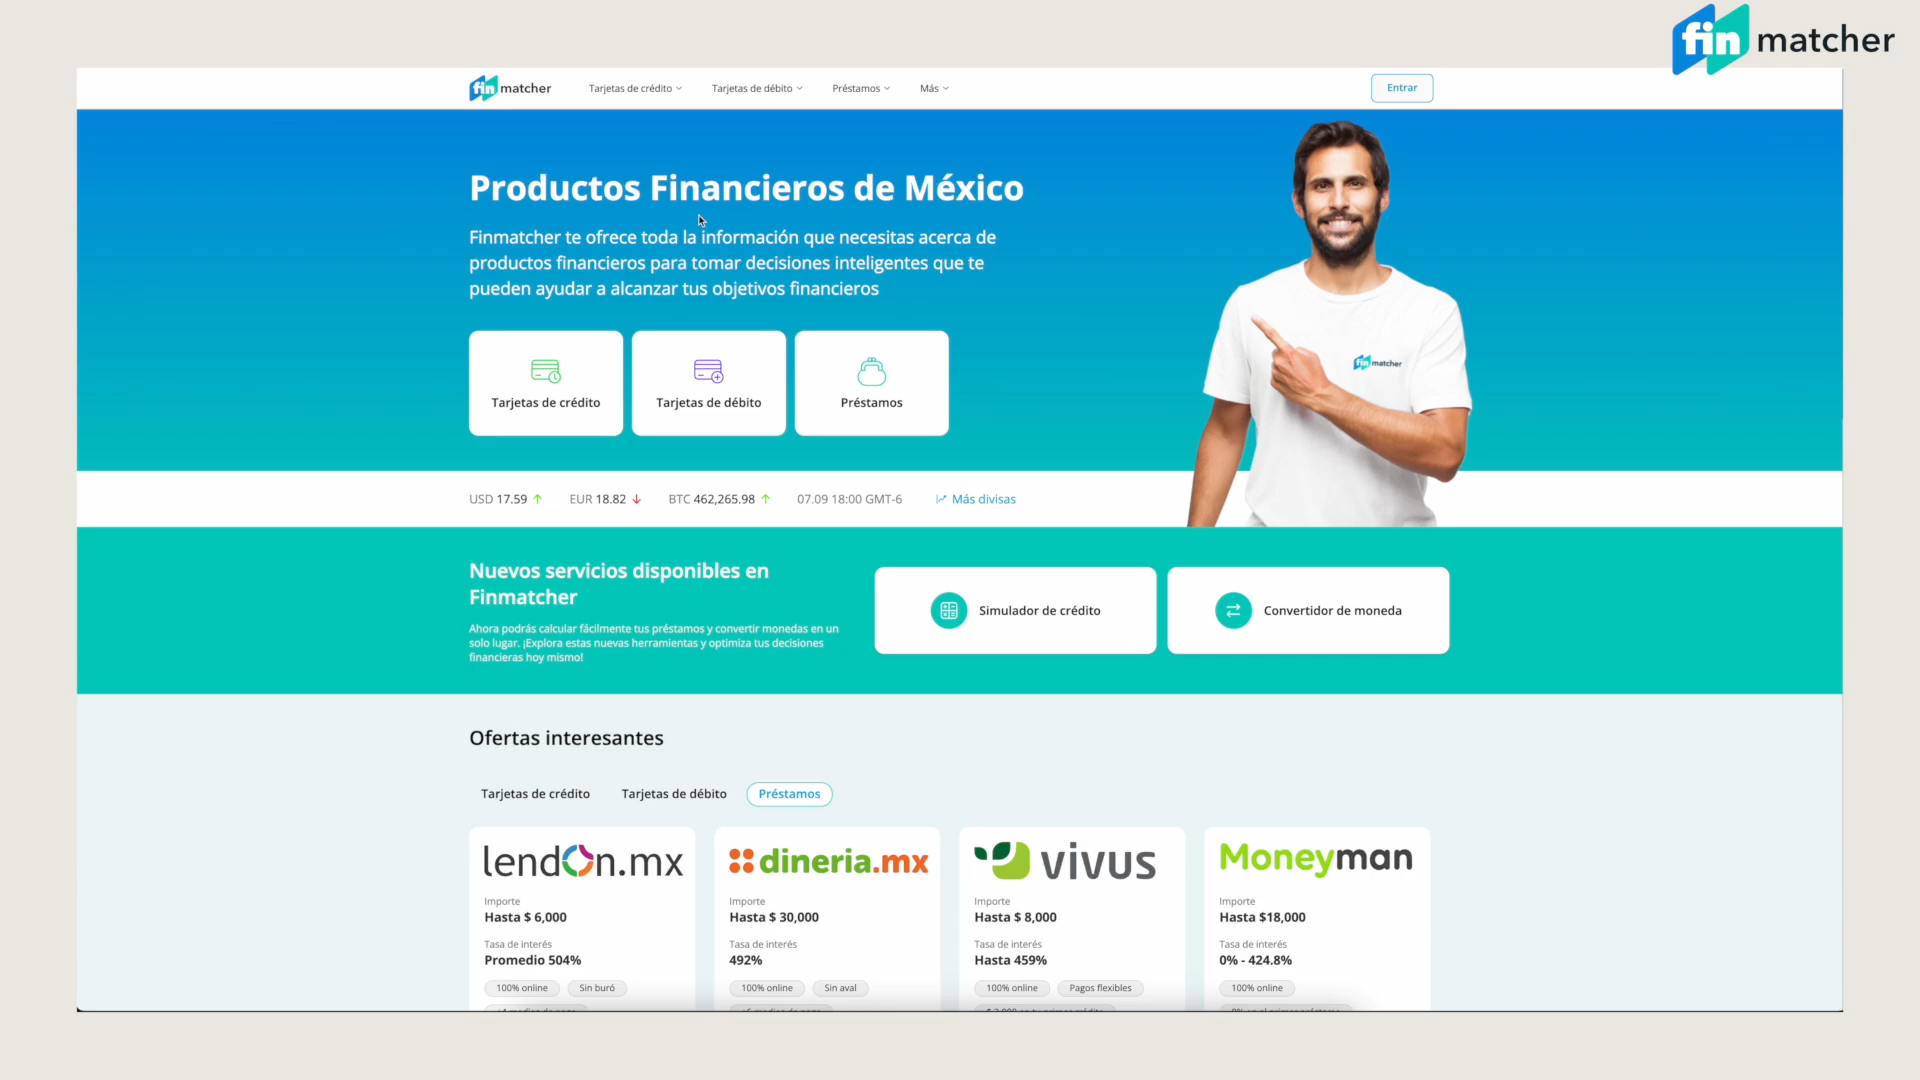 fin matcher
fin matcher
Tarjetas de crédito
Tarjetas de débito
Préstamos
Más
Entrar
Productos Financieros de México
Finmatcher te ofrece toda la información que necesitas acerca de
productos financieros para tomar decisiones inteligentes que te
pueden ayudar a alcanzar tus objetivos financieros
fin matcher
Tarjetas de crédito
Tarjetas de débito
Préstamos
USD 17.59
EUR 18.82
BTC 462,265.98
07.09 18:00 GMT-6
Más divisas
Nuevos servicios disponibles en
Finmatcher
Ahora podrás calcular fácilmente tus préstamos y convertir monedas en un
solo lugar. ¡Explora estas nuevas herramientas y optimiza tus decisiones
financieras hoy mismo!
Simulador de crédito
Convertidor de moneda
Ofertas interesantes
Tarjetas de crédito
Tarjetas de débito
Préstamos
lendon.mx
Importe
Hasta $ 6,000
Tasa de interés
Promedio 504%
100% online
Sin buró
dineria.mx
Importe
Hasta $ 30,000
Tasa de interés
492%
100% online
Sin aval
vivus
Importe
Hasta $ 8,000
Tasa de interés
Hasta 459%
100% online
Pagos flexibles
Moneyman
Importe
Hasta $18,000
Tasa de interés
0% - 424.8%
100% online